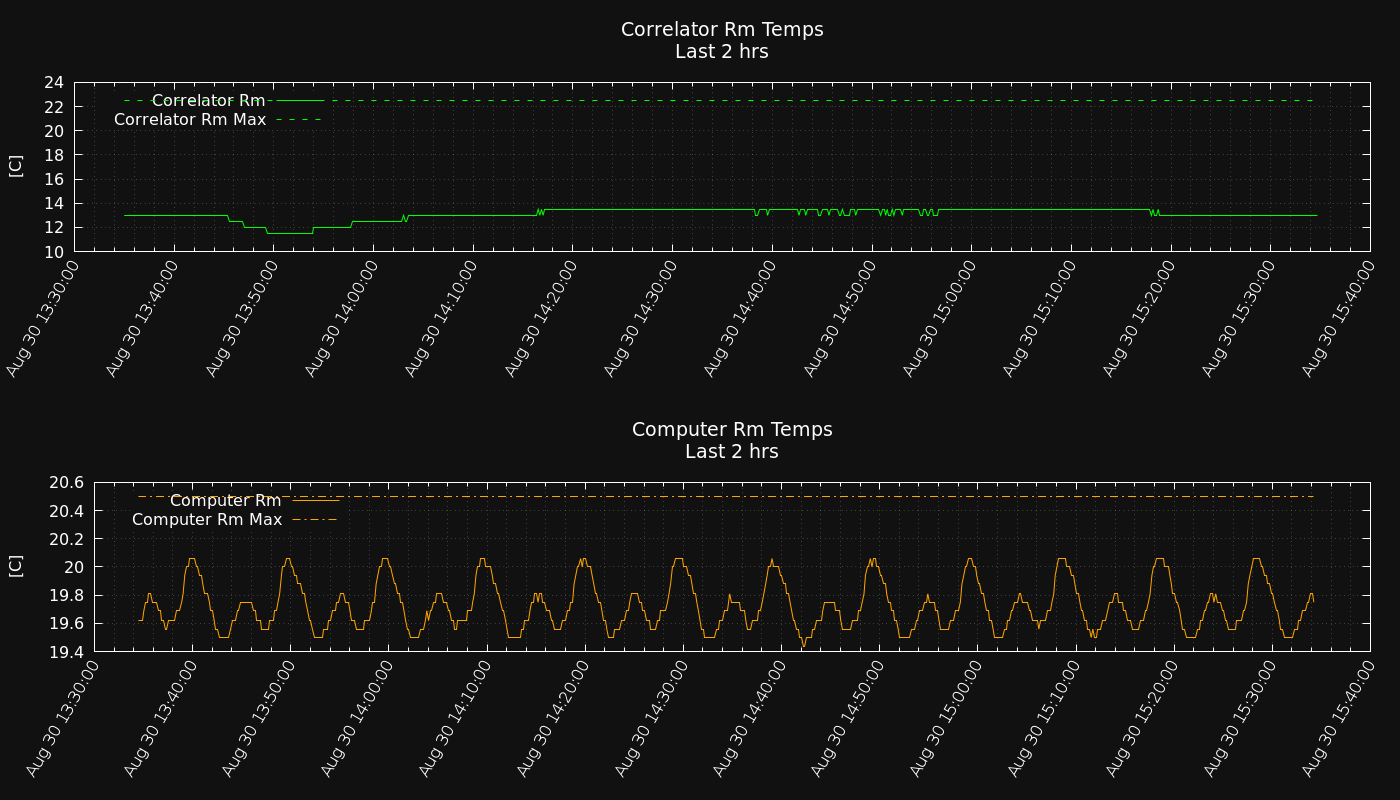 Correlator Rm Temps
Last 2 hrs
24
22
20
18
16
14
12
10
[C]
Correlator Rm
Correlator Rm Max
Aug 30 13:30:00
Aug 30 13:40:00
Aug 30 13:50:00
Aug 30 14:00:00
Aug 30 14:10:00
Aug 30 14:20:00
Aug 30 14:30:00
Aug 30 14:40:00
Aug 30 14:50:00
Aug 30 15:00:00
Aug 30 15:10:00
Aug 30 15:20:00
Aug 30 15:30:00
Aug 30 15:40:00
Computer Rm Temps
Last 2 hrs
20.6
20.4
20.2
20
19.8
19.6
19.4
[C]
Computer Rm
Computer Rm Max
Aug 30 13:30:00
Aug 30 13:40:00
Aug 30 13:50:00
Aug 30 14:00:00
Aug 30 14:10:00
Aug 30 14:20:00
Aug 30 14:30:00
Aug 30 14:40:00
Aug 30 14:50:00
Aug 30 15:00:00
Aug 30 15:10:00
Aug 30 15:20:00
Aug 30 15:30:00
Aug 30 15:40:00